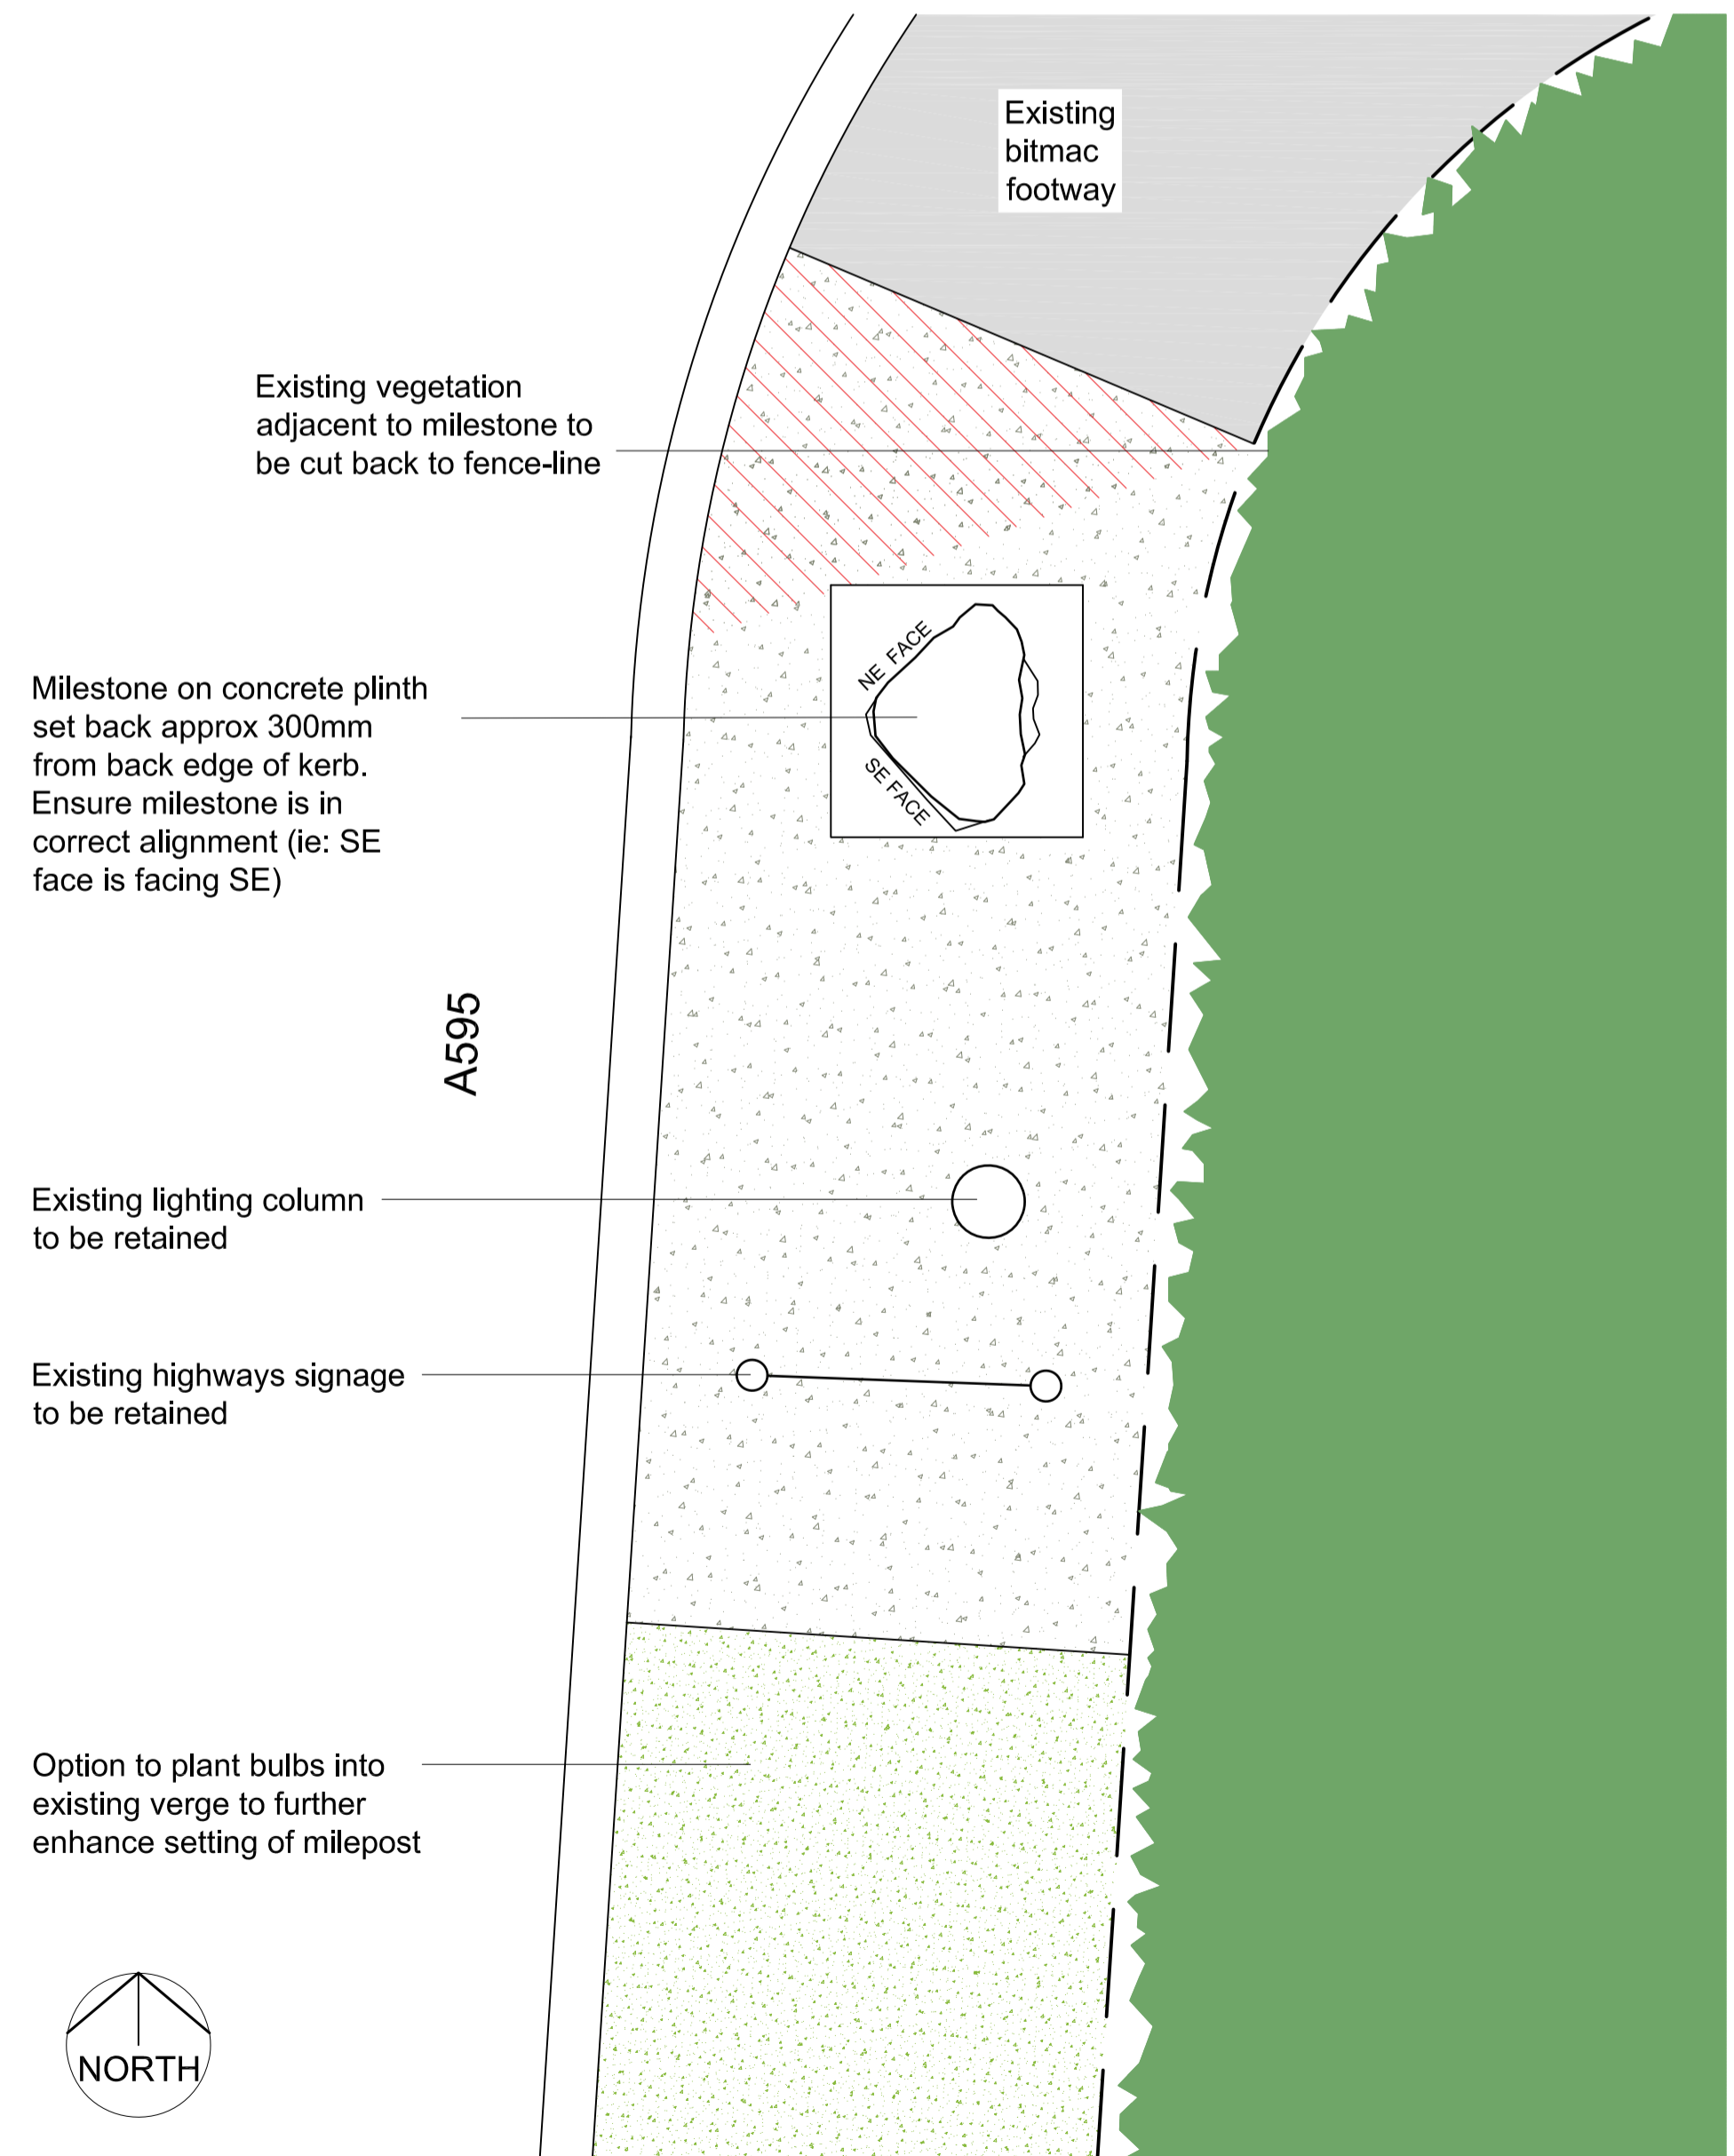 Existing
bitmac
footway
Existing vegetation
adjacent to milestone to
be cut back to fence-line
NE FACE
SE FACE
Milestone on concrete plinth
set back approx 300mm
from back edge of kerb.
Ensure milestone is in
correct alignment (ie: SE
face is facing SE)
A595
Existing lighting column
to be retained
Existing highways signage
to be retained
Option to plant bulbs into
existing verge to further
enhance setting of milepost
NORTH